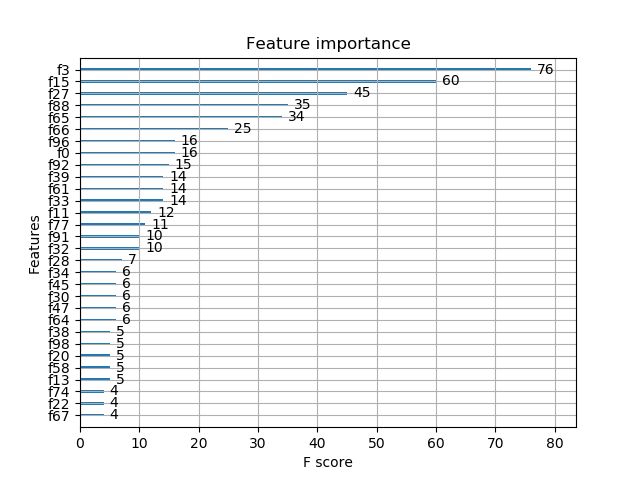 Feature importance
f3 76
f15 60
f27 45
f88 35
f65 34
f66 25
f96 16
f0 16
f92 15
f39 14
f61 14
f33 14
f11 12
f77 11
f91 10
f32 10
f28 7
f34 6
f45 6
f30 6
f47 6
f64 6
f38 5
f98 5
f20 5
f58 5
f13 5
f74 4
f22 4
f67 4
Features
0 10 20 30 40 50 60 70 80
F score